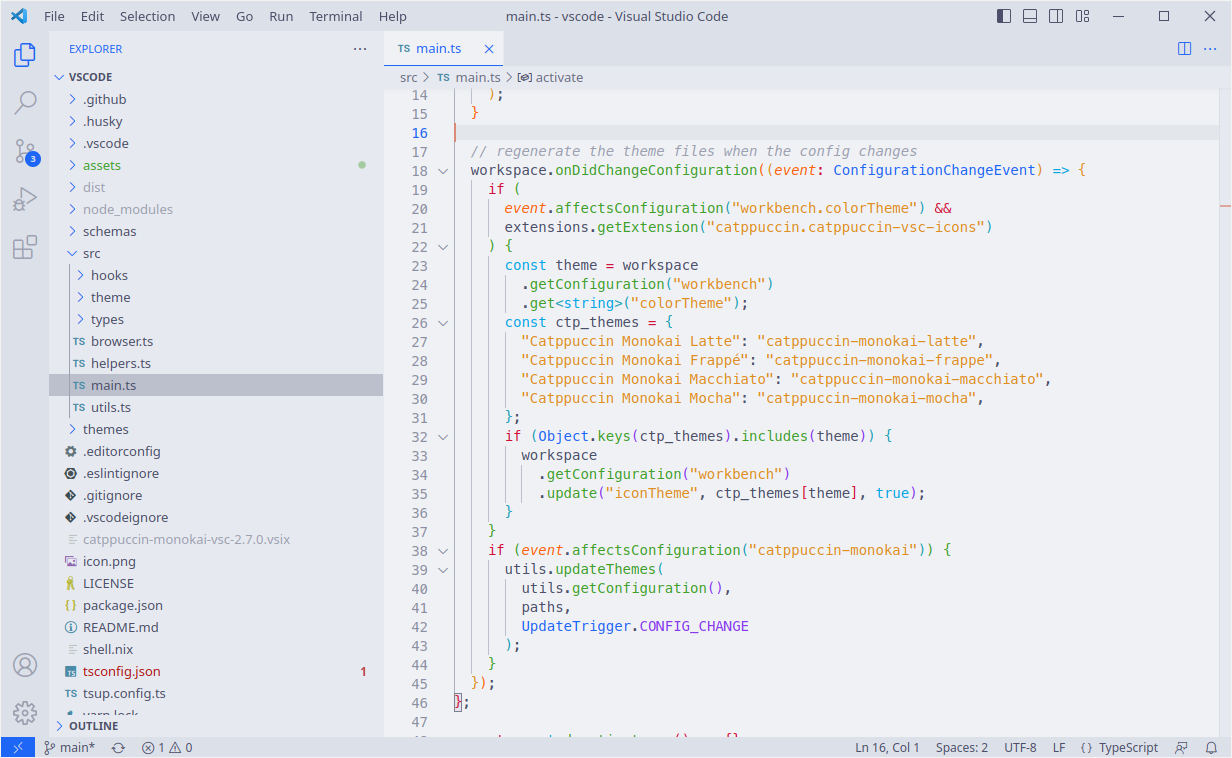 File Edit Selection View Go Run Terminal Help main.ts - vscode - Visual Studio Code
EXPLORER
VSCODE
.github
.husky
.vscode
assets
dist
node_modules
schemas
src
hooks
theme
types
TS browser.ts
TS helpers.ts
TS main.ts
TS utils.ts
themes
.editorconfig
.eslintignore
.gitignore
.vscodeignore
catppuccin-monokai-vsc-2.7.0.vsix
icon.png
LICENSE
package.json
README.md
shell.nix
tsconfig.json 1
TS tsup.config.ts
yarn.lock
OUTLINE
3
TS main.ts
src > TS main.ts > activate
14 );
15 }
16
17 // regenerate the theme files when the config changes
18 workspace.onDidChangeConfiguration((event: ConfigurationChangeEvent) => {
19 if (
20 event.affectsConfiguration("workbench.colorTheme") &&
21 extensions.getExtension("catppuccin.catppuccin-vsc-icons")
22 ) {
23 const theme = workspace
24 .getConfiguration("workbench")
25 .get<string>("colorTheme");
26 const ctp_themes = {
27 "Catppuccin Monokai Latte": "catppuccin-monokai-latte",
28 "Catppuccin Monokai Frappé": "catppuccin-monokai-frappe",
29 "Catppuccin Monokai Macchiato": "catppuccin-monokai-macchiato",
30 "Catppuccin Monokai Mocha": "catppuccin-monokai-mocha",
31 };
32 if (Object.keys(ctp_themes).includes(theme)) {
33 workspace
34 .getConfiguration("workbench")
35 .update("iconTheme", ctp_themes[theme], true);
36 }
37 }
38 if (event.affectsConfiguration("catppuccin-monokai")) {
39 utils.updateThemes(
40 utils.getConfiguration(),
41 paths,
42 UpdateTrigger.CONFIG_CHANGE
43 );
44 }
45 });
46 };
47
main* 1 0 Ln 16, Col 1 Spaces: 2 UTF-8 LF {} TypeScript